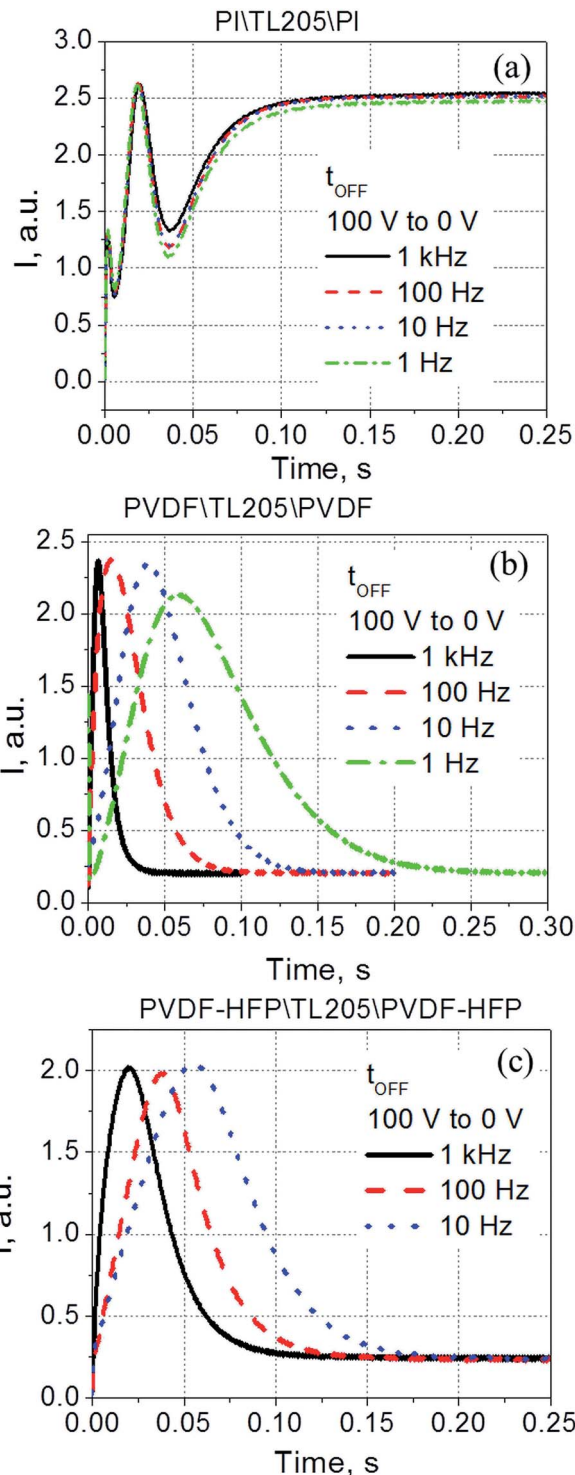 PI\TL205\PI
3.0
2.5
2.0
1.5
1.0
0.5
0.0
I, a.u.
(a)
tOFF
100 V to 0 V
1 kHz
100 Hz
10 Hz
1 Hz
0.00 0.05 0.10 0.15 0.20 0.25
Time, s
PVDF\TL205\PVDF
2.5
2.0
1.5
1.0
0.5
0.0
I, a.u.
(b)
tOFF
100 V to 0 V
1 kHz
100 Hz
10 Hz
1 Hz
0.00 0.05 0.10 0.15 0.20 0.25 0.30
Time, s
PVDF-HFP\TL205\PVDF-HFP
2.0
1.5
1.0
0.5
0.0
I, a.u.
(c)
tOFF
100 V to 0 V
1 kHz
100 Hz
10 Hz
0.00 0.05 0.10 0.15 0.20 0.25
Time, s